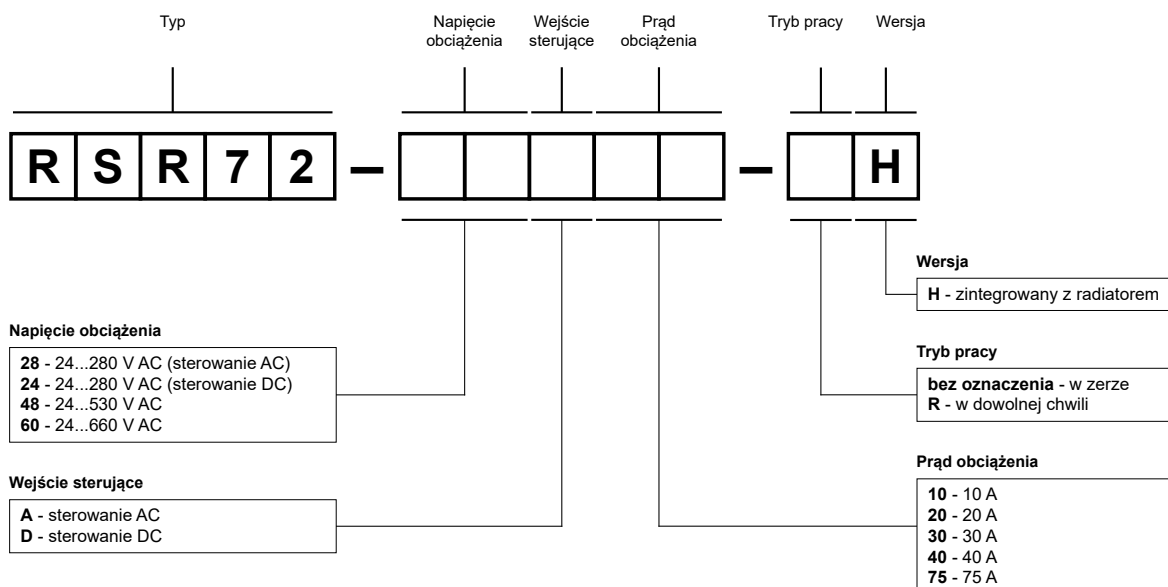 Typ
Napięcie
obciążenia
Wejście
sterujące
Prąd
obciążenia
Tryb pracy
Wersja
R S R 7 2 – – H
Napięcie obciążenia
28 - 24...280 V AC (sterowanie AC)
24 - 24...280 V AC (sterowanie DC)
48 - 24...530 V AC
60 - 24...660 V AC
Wejście sterujące
A - sterowanie AC
D - sterowanie DC
Wersja
H - zintegrowany z radiatorem
Tryb pracy
bez oznaczenia - w zerze
R - w dowolnej chwili
Prąd obciążenia
10 - 10 A
20 - 20 A
30 - 30 A
40 - 40 A
75 - 75 A